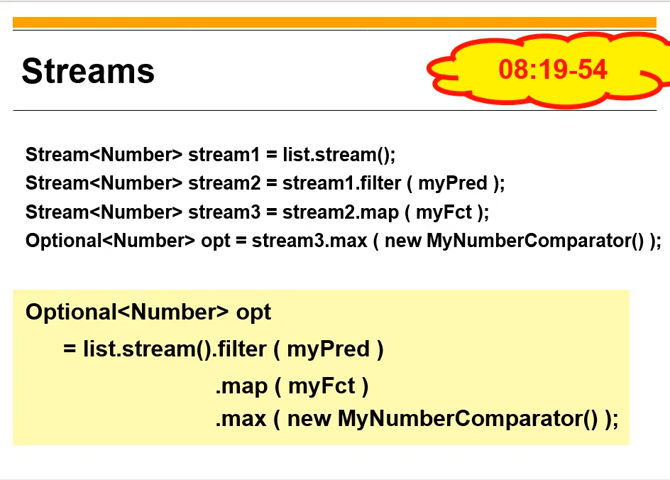 Streams
08:19-54
Stream<Number> stream1 = list.stream();
Stream<Number> stream2 = stream1.filter ( myPred );
Stream<Number> stream3 = stream2.map ( myFct );
Optional<Number> opt = stream3.max ( new MyNumberComparator() );
Optional<Number> opt
= list.stream().filter ( myPred )
.map ( myFct )
.max ( new MyNumberComparator() );